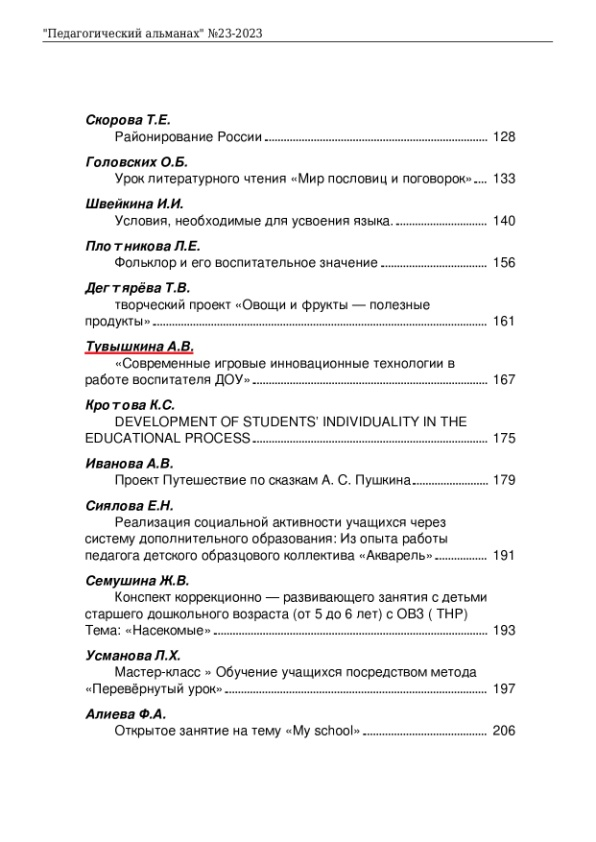 "Педагогический альманах" №23-2023
Скорова Т.Е.
Районирование России 128
Головских О.Б.
Урок литературного чтения «Мир пословиц и поговорок» 133
Швейкина И.И.
Условия, необходимые для усвоения языка. 140
Плотникова Л.Е.
Фольклор и его воспитательное значение 156
Дегтярёва Т.В.
творческий проект «Овощи и фрукты — полезные
продукты» 161
Тувышкина А.В.
«Современные игровые инновационные технологии в
работе воспитателя ДОУ» 167
Кротова К.С.
DEVELOPMENT OF STUDENTS’ INDIVIDUALITY IN THE
EDUCATIONAL PROCESS 175
Иванова А.В.
Проект Путешествие по сказкам А. С. Пушкина 179
Сиялова Е.Н.
Реализация социальной активности учащихся через
систему дополнительного образования: Из опыта работы
педагога детского образцового коллектива «Акварель» 191
Семушина Ж.В.
Конспект коррекционно — развивающего занятия с детьми
старшего дошкольного возраста (от 5 до 6 лет) с ОВЗ ( ТНР)
Тема: «Насекомые» 193
Усманова Л.Х.
Мастер-класс » Обучение учащихся посредством метода
«Перевёрнутый урок» 197
Алиева Ф.А.
Открытое занятие на тему «My school» 206